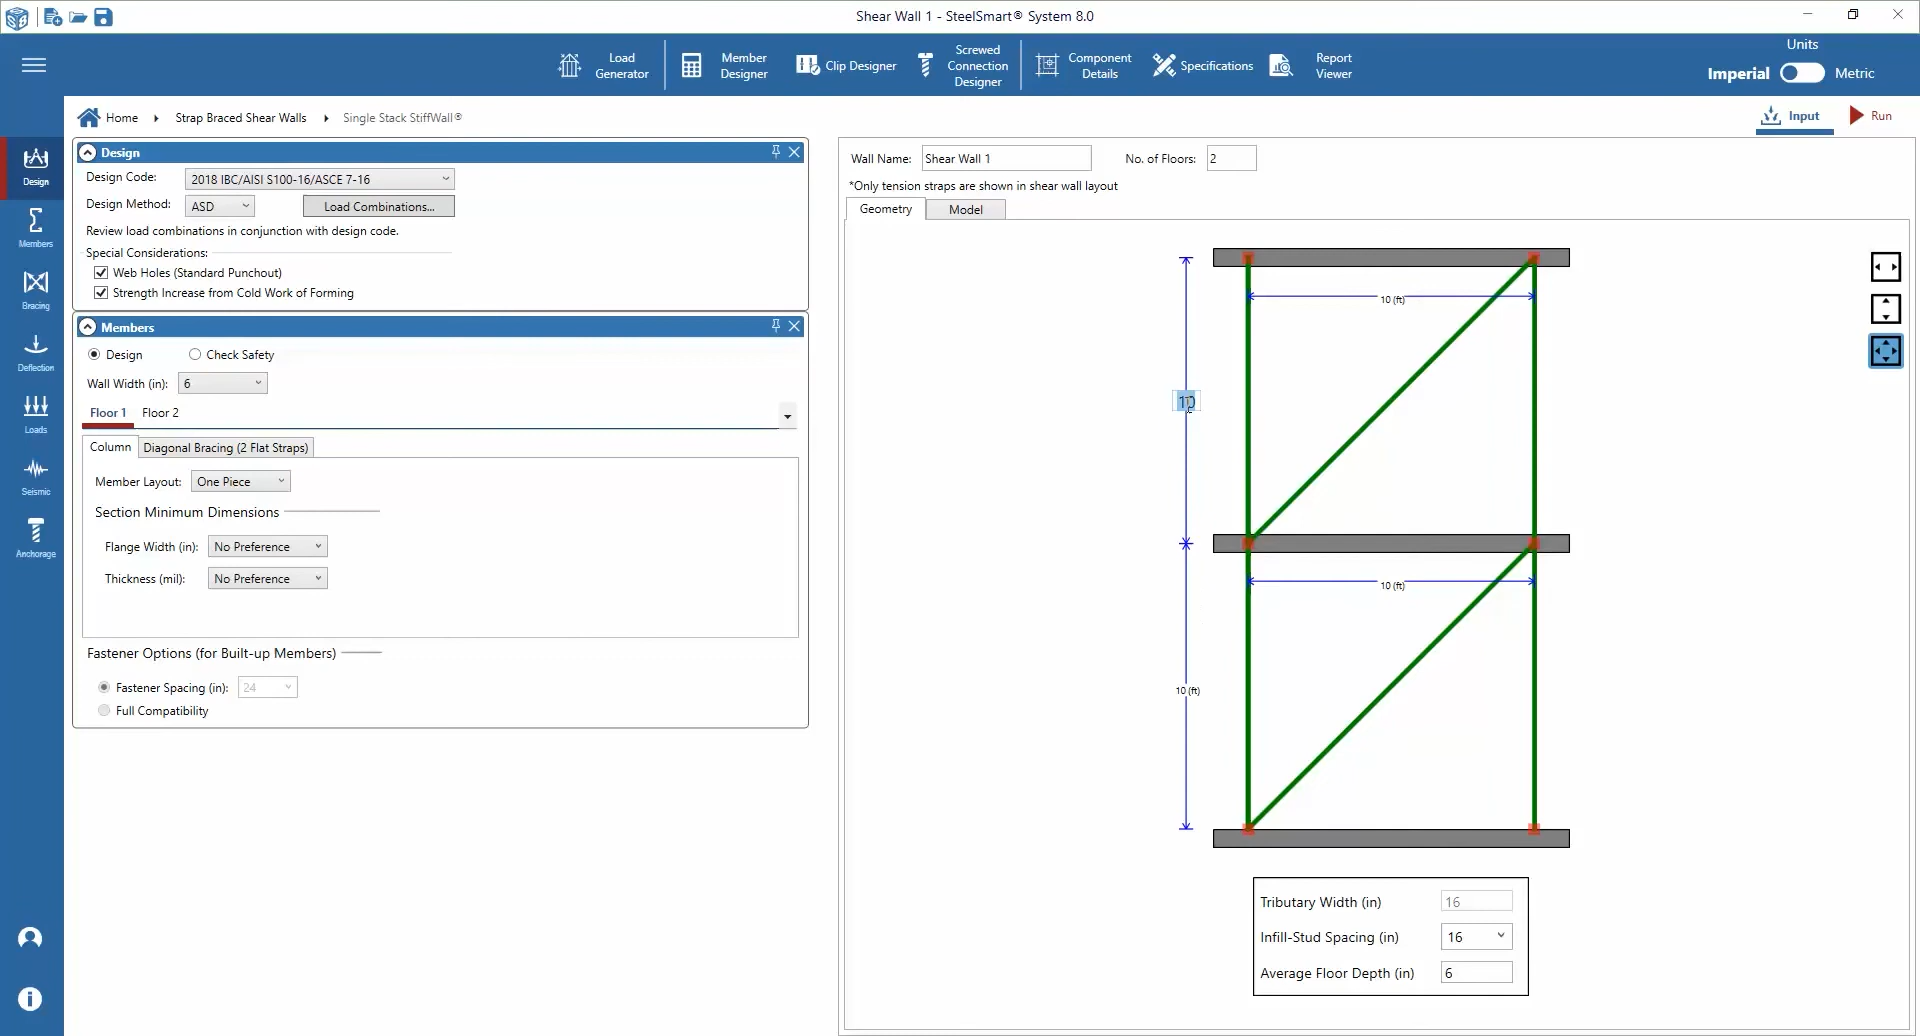 Shear Wall 1 - SteelSmart® System 8.0
Load Generator
Member Designer
Clip Designer
Screwed Connection Designer
Component Details
Specifications
Report Viewer
Units
Imperial Metric
Home Strap Braced Shear Walls Single Stack StiffWall®
Input Run
Design
Members
Bracing
Deflection
Loads
Seismic
Anchorage
Design
Design Code: 2018 IBC/AISI S100-16/ASCE 7-16
Design Method: ASD Load Combinations...
Review load combinations in conjunction with design code.
Special Considerations:
Web Holes (Standard Punchout)
Strength Increase from Cold Work of Forming
Members
Design Check Safety
Wall Width (in): 6
Floor 1 Floor 2
Column Diagonal Bracing (2 Flat Straps)
Member Layout: One Piece
Section Minimum Dimensions
Flange Width (in): No Preference
Thickness (mil): No Preference
Fastener Options (for Built-up Members)
Fastener Spacing (in): 24
Full Compatibility
Wall Name: Shear Wall 1 No. of Floors: 2
*Only tension straps are shown in shear wall layout
Geometry Model
10 (ft)
10
10 (ft)
10 (ft)
Tributary Width (in) 16
Infill-Stud Spacing (in) 16
Average Floor Depth (in) 6